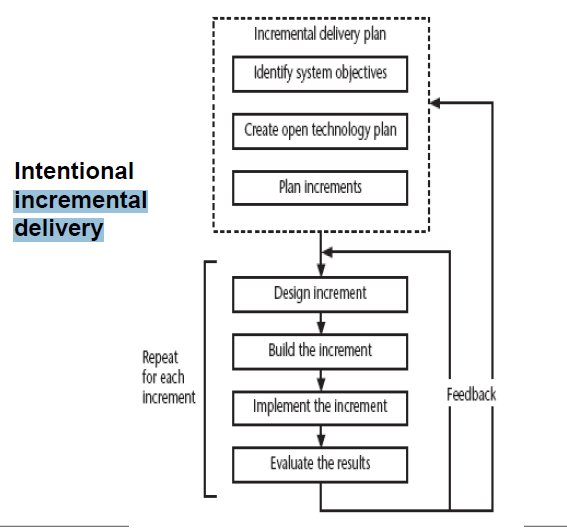 Incremental delivery plan
Identify system objectives
Create open technology plan
Plan increments
Intentional
incremental
delivery
Design increment
Build the increment
Implement the increment
Evaluate the results
Repeat
for each
increment
Feedback